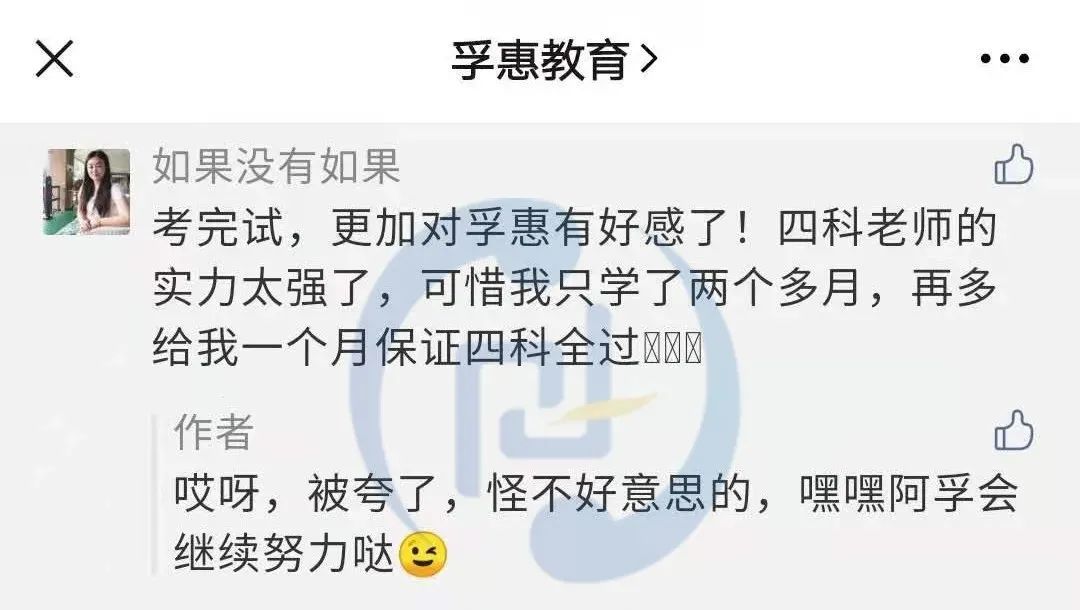 孚惠教育
如果没有如果
考完试，更加对孚惠有好感了！四科老师的
实力太强了，可惜我只学了两个多月，再多
给我一个月保证四科全过
作者
哎呀，被夸了，怪不好意思的，嘿嘿阿孚会
继续努力哒😉